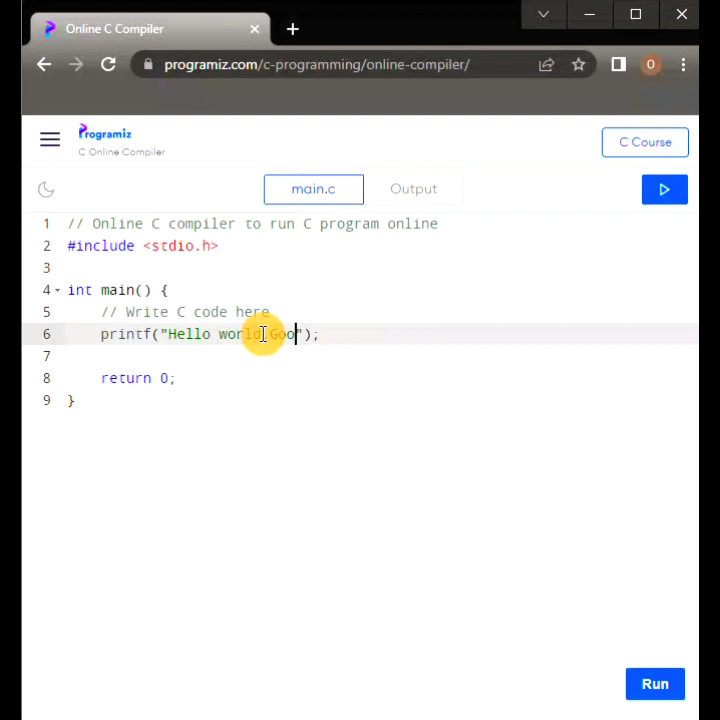 Online C Compiler
programiz.com/c-programming/online-compiler/
O
Programiz
C Online Compiler
C Course
main.c
Output
1 // Online C compiler to run C program online
2 #include <stdio.h>
3
4 int main() {
5 // Write C code here
6 printf("Hello world Goo");
7
8 return 0;
9 }
Run